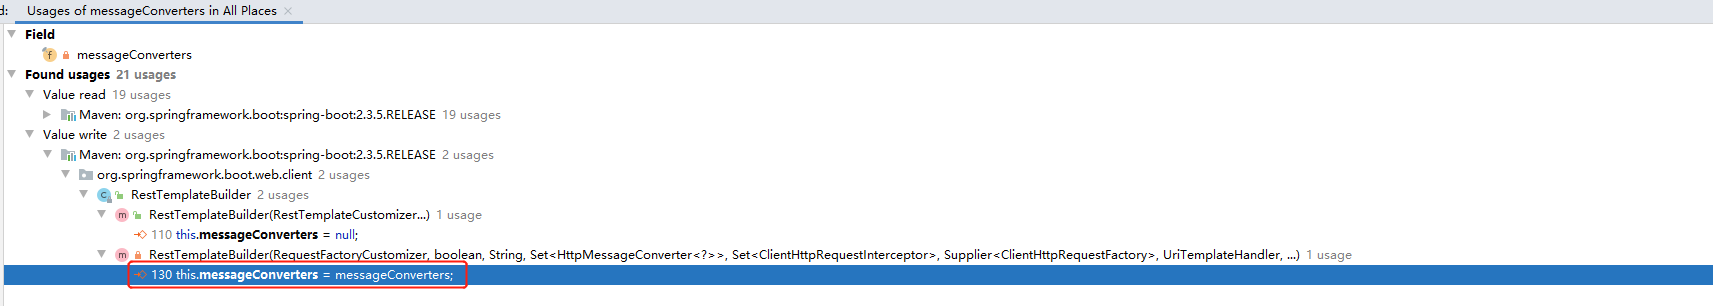 d: Usages of messageConverters in All Places
Field
f messageConverters
Found usages 21 usages
Value read 19 usages
Maven: org.springframework.boot:spring-boot:2.3.5.RELEASE 19 usages
Value write 2 usages
Maven: org.springframework.boot:spring-boot:2.3.5.RELEASE 2 usages
org.springframework.boot.web.client 2 usages
C RestTemplateBuilder 2 usages
m RestTemplateBuilder(RestTemplateCustomizer...) 1 usage
110 this.messageConverters = null;
m RestTemplateBuilder(RequestFactoryCustomizer, boolean, String, Set<HttpMessageConverter<?>>, Set<ClientHttpRequestInterceptor>, Supplier<ClientHttpRequestFactory>, UriTemplateHandler, ...) 1 usage
130 this.messageConverters = messageConverters;